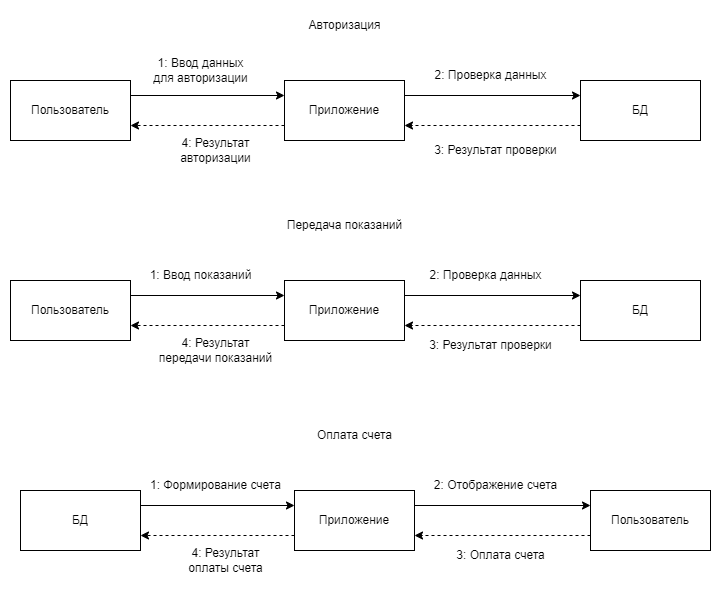 Авторизация
1: Ввод данных
для авторизации
2: Проверка данных
Пользователь
Приложение
БД
4: Результат
авторизации
3: Результат проверки
Передача показаний
1: Ввод показаний
2: Проверка данных
Пользователь
Приложение
БД
4: Результат
передачи показаний
3: Результат проверки
Оплата счета
1: Формирование счета
2: Отображение счета
БД
Приложение
Пользователь
4: Результат
оплаты счета
3: Оплата счета